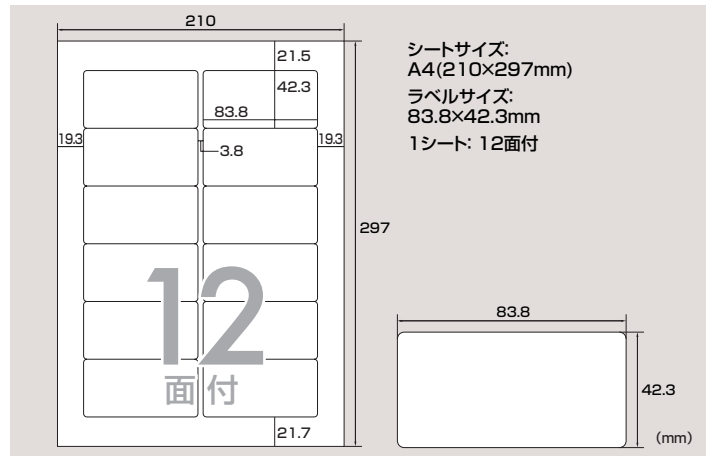 210
21.5
42.3
83.8
19.3
3.8
19.3
297
12
面付
21.7
シートサイズ:
A4(210×297mm)
ラベルサイズ:
83.8×42.3mm
1シート: 12面付
83.8
42.3
(mm)